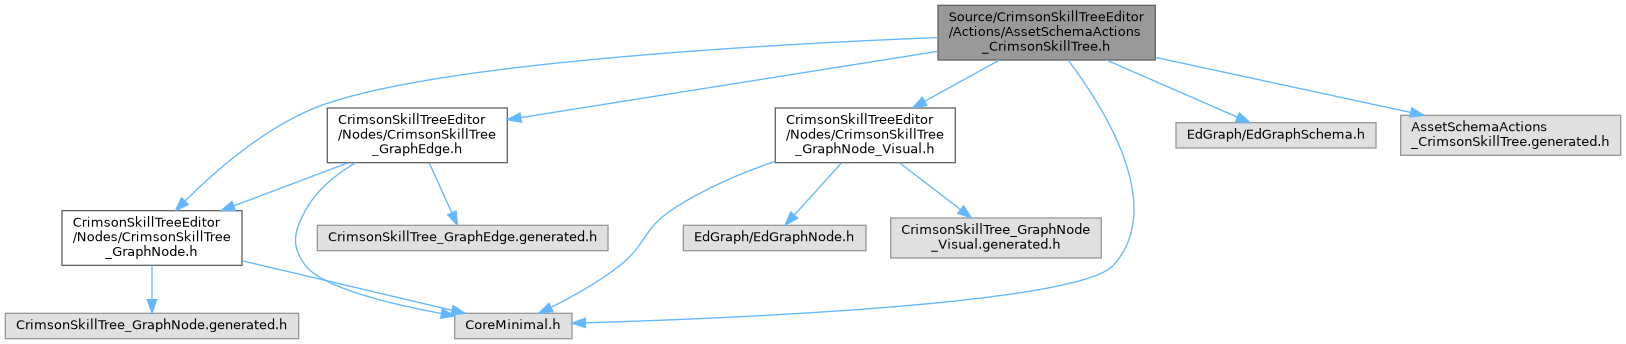 Source/CrimsonSkillTreeEditor
/Actions/AssetSchemaActions
_CrimsonSkillTree.h
CrimsonSkillTreeEditor
/Nodes/CrimsonSkillTree
_GraphEdge.h
CrimsonSkillTreeEditor
/Nodes/CrimsonSkillTree
_GraphNode_Visual.h
EdGraph/EdGraphSchema.h
AssetSchemaActions
_CrimsonSkillTree.generated.h
CrimsonSkillTreeEditor
/Nodes/CrimsonSkillTree
_GraphNode.h
CrimsonSkillTree_GraphEdge.generated.h
EdGraph/EdGraphNode.h
CrimsonSkillTree_GraphNode
_Visual.generated.h
CrimsonSkillTree_GraphNode.generated.h
CoreMinimal.h